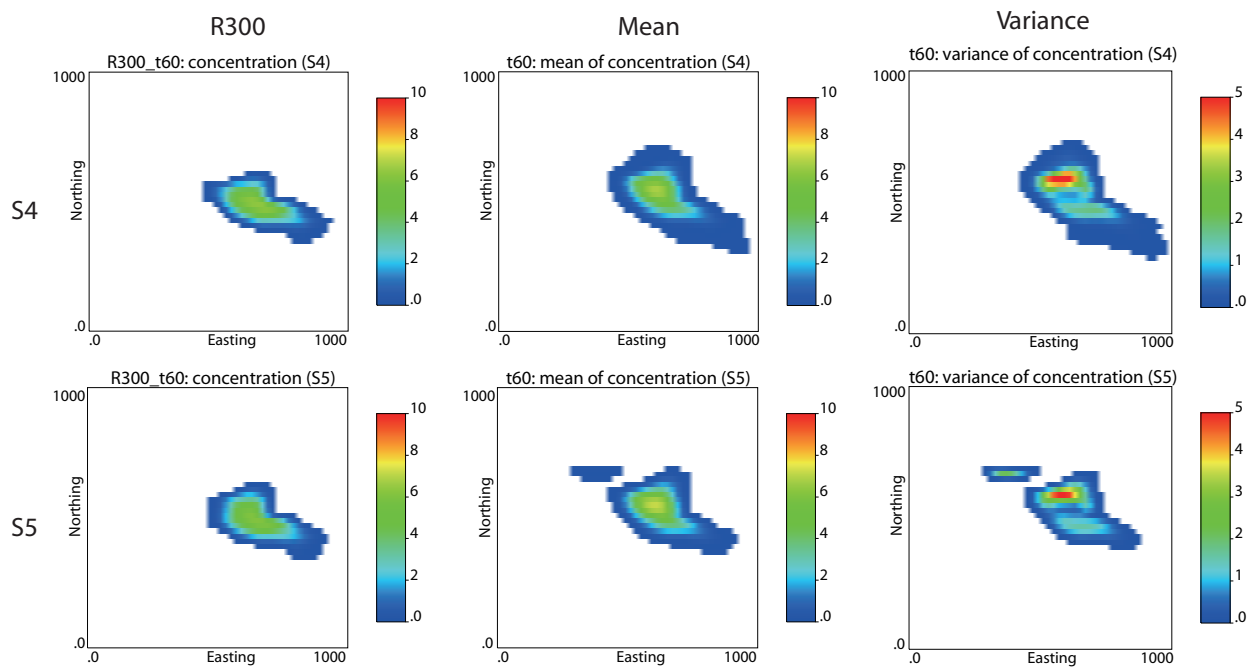 R300
Mean
Variance
S4
R300_t60: concentration (S4)
1000
Northing
.0
.0
Easting
1000
10
8
6
4
2
.0
t60: mean of concentration (S4)
1000
Northing
.0
.0
Easting
1000
10
8
6
4
2
.0
t60: variance of concentration (S4)
1000
Northing
.0
.0
Easting
1000
5
4
3
2
1
.0
S5
R300_t60: concentration (S5)
1000
Northing
.0
.0
Easting
1000
10
8
6
4
2
.0
t60: mean of concentration (S5)
1000
Northing
.0
.0
Easting
1000
10
8
6
4
2
.0
t60: variance of concentration (S5)
1000
Northing
.0
.0
Easting
1000
5
4
3
2
1
.0